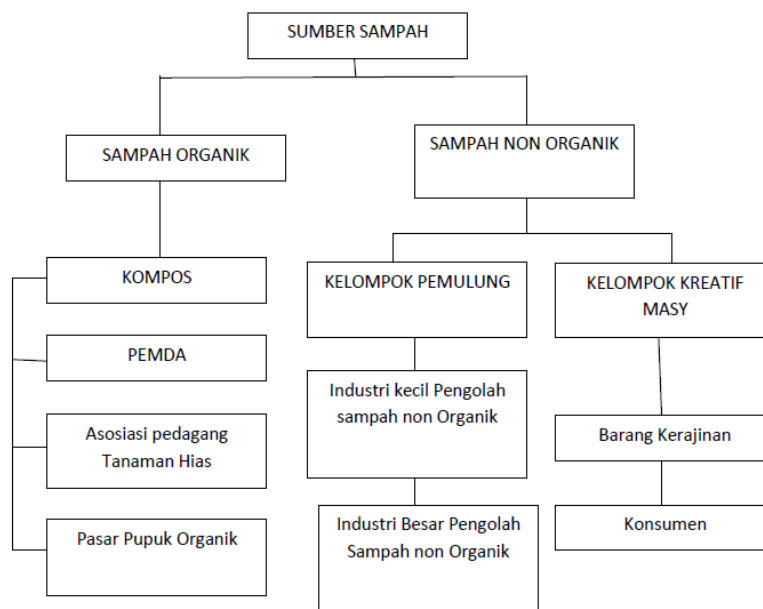 SUMBER SAMPAH
SAMPAH ORGANIK
SAMPAH NON ORGANIK
KOMPOS
KELOMPOK PEMULUNG
KELOMPOK KREATIF
MASY
PEMDA
Industri kecil Pengolah
sampah non Organik
Asosiasi pedagang
Tanaman Hias
Barang Kerajinan
Pasar Pupuk Organik
Industri Besar Pengolah
Sampah non Organik
Konsumen